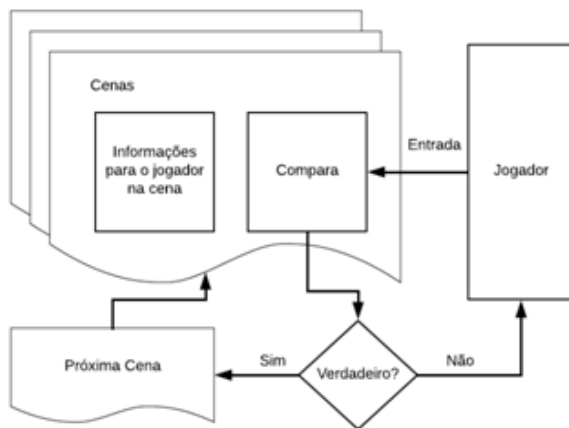 Cenas
Informações
para o jogador
na cena
Compara
Entrada
Jogador
Próxima Cena
Sim
Verdadeiro?
Não